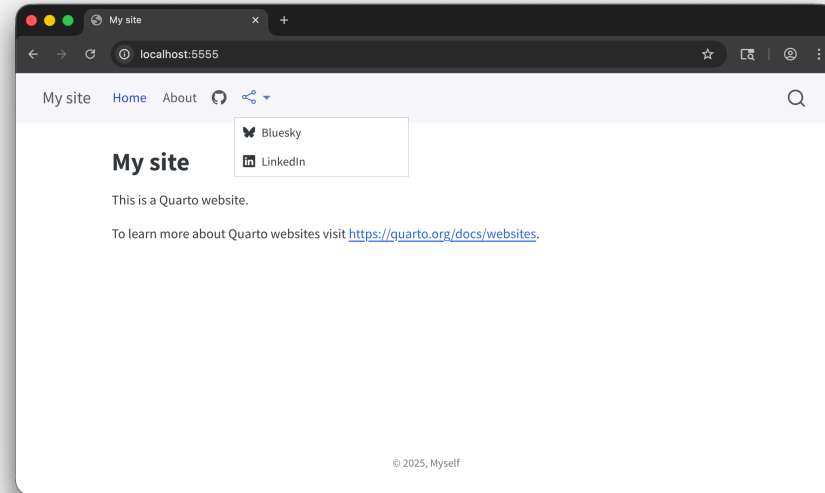 My site
localhost:5555
My site Home About
Bluesky
LinkedIn
My site
This is a Quarto website.
To learn more about Quarto websites visit https://quarto.org/docs/websites.
© 2025, Myself